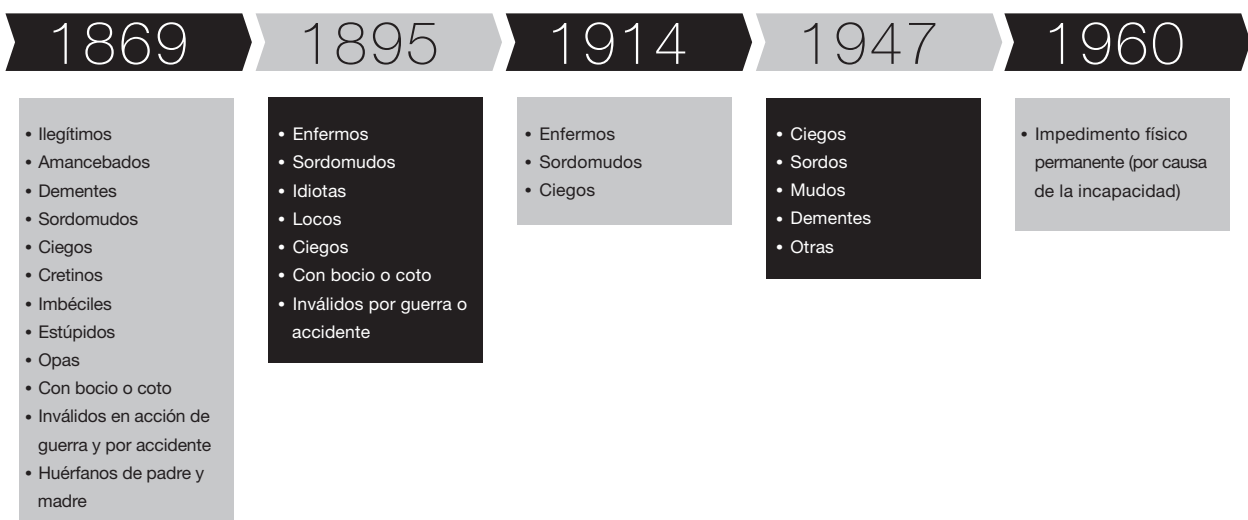 1869
1895
1914
1947
1960
• Ilegítimos
• Amancebados
• Dementes
• Sordomudos
• Ciegos
• Cretinos
• Imbéciles
• Estúpidos
• Opas
• Con bocio o coto
• Inválidos en acción de
guerra y por accidente
• Huérfanos de padre y
madre
• Enfermos
• Sordomudos
• Idiotas
• Locos
• Ciegos
• Con bocio o coto
• Inválidos por guerra o
accidente
• Enfermos
• Sordomudos
• Ciegos
• Ciegos
• Sordos
• Mudos
• Dementes
• Otras
• Impedimento físico
permanente (por causa
de la incapacidad)